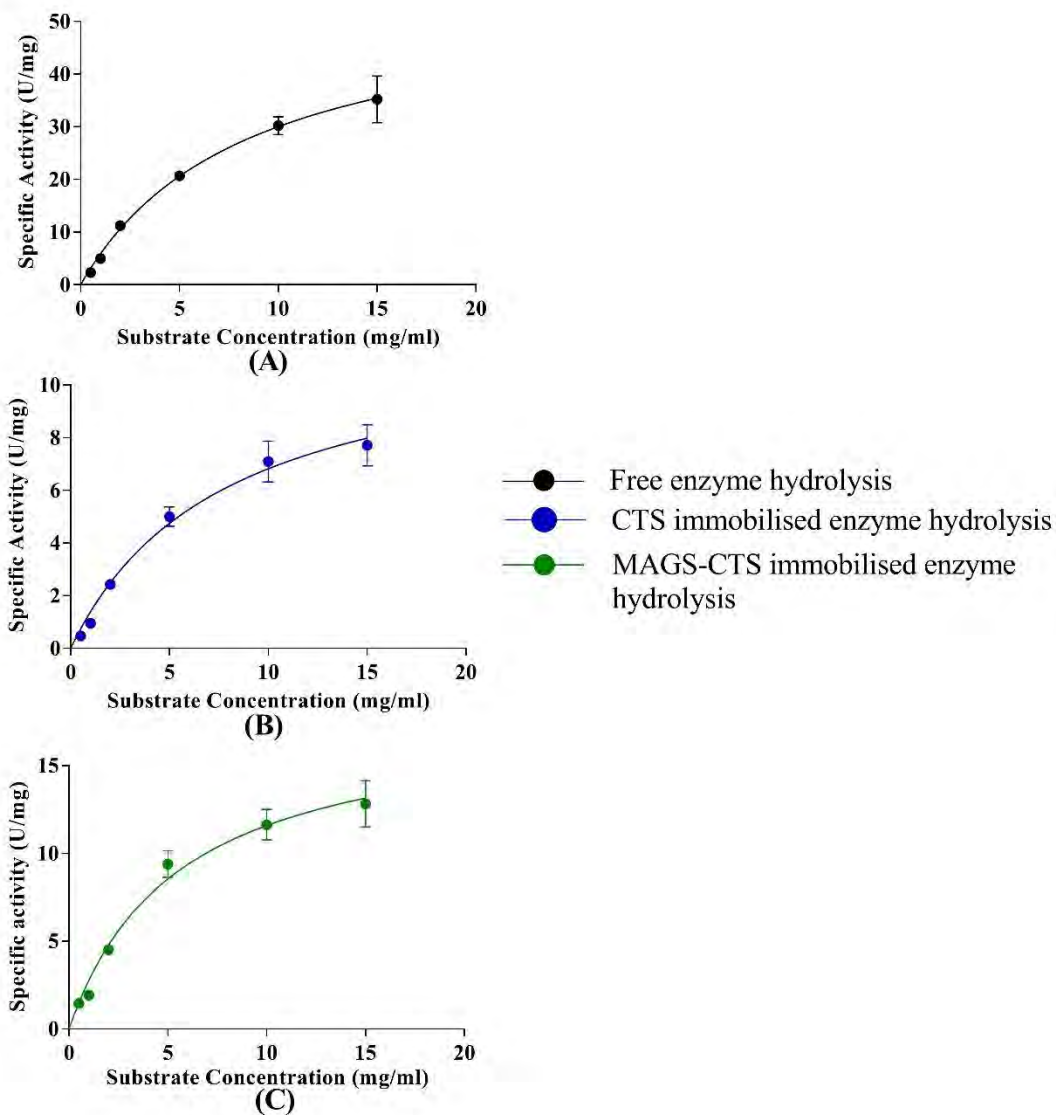 50
40
30
20
10
0
Specific Activity (U/mg)
0 5 10 15 20
Substrate Concentration (mg/ml)
(A)
10
8
6
4
2
0
Specific Activity (U/mg)
0 5 10 15 20
Substrate Concentration (mg/ml)
(B)
Free enzyme hydrolysis
CTS immobilised enzyme hydrolysis
MAGS-CTS immobilised enzyme
hydrolysis
15
10
5
0
Specific activity (U/mg)
0 5 10 15 20
Substrate Concentration (mg/ml)
(C)